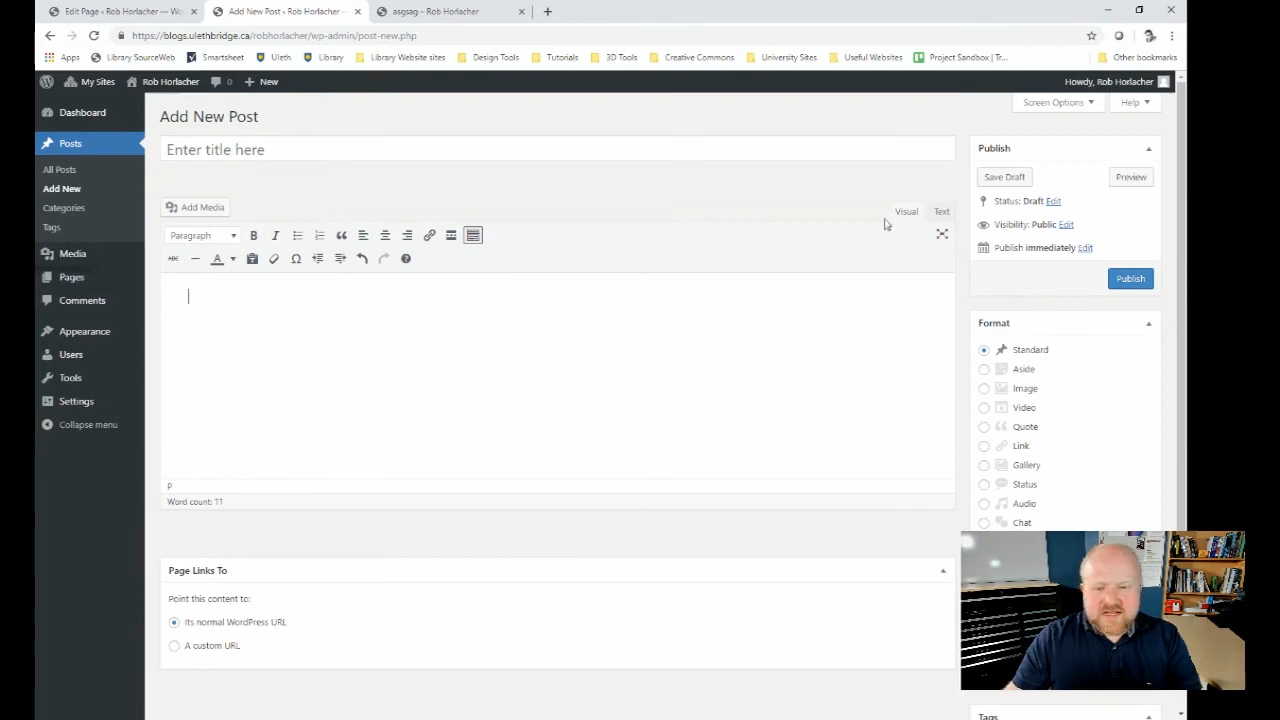 Edit Page ‹ Rob Horlacher — Wo
Add New Post ‹ Rob Horlacher —
asgsag – Rob Horlacher
https://blogs.ulethbridge.ca/robhorlacher/wp-admin/post-new.php
Apps
Library SourceWeb
Smartsheet
Uleth
Library
Library Website sites
Design Tools
Tutorials
3D Tools
Creative Commons
University Sites
Useful Websites
Project Sandbox | Tr...
Other bookmarks
My Sites
Rob Horlacher
0
New
Howdy, Rob Horlacher
Dashboard
Posts
All Posts
Add New
Categories
Tags
Media
Pages
Comments
Appearance
Users
Tools
Settings
Collapse menu
Screen Options
Help
Add New Post
Enter title here
Add Media
Visual
Text
Paragraph
B I
ABC A
P
Word count: 11
Page Links To
Point this content to:
Its normal WordPress URL
A custom URL
Publish
Save Draft
Preview
Status: Draft Edit
Visibility: Public Edit
Publish immediately Edit
Publish
Format
Standard
Aside
Image
Video
Quote
Link
Gallery
Status
Audio
Chat
Tags